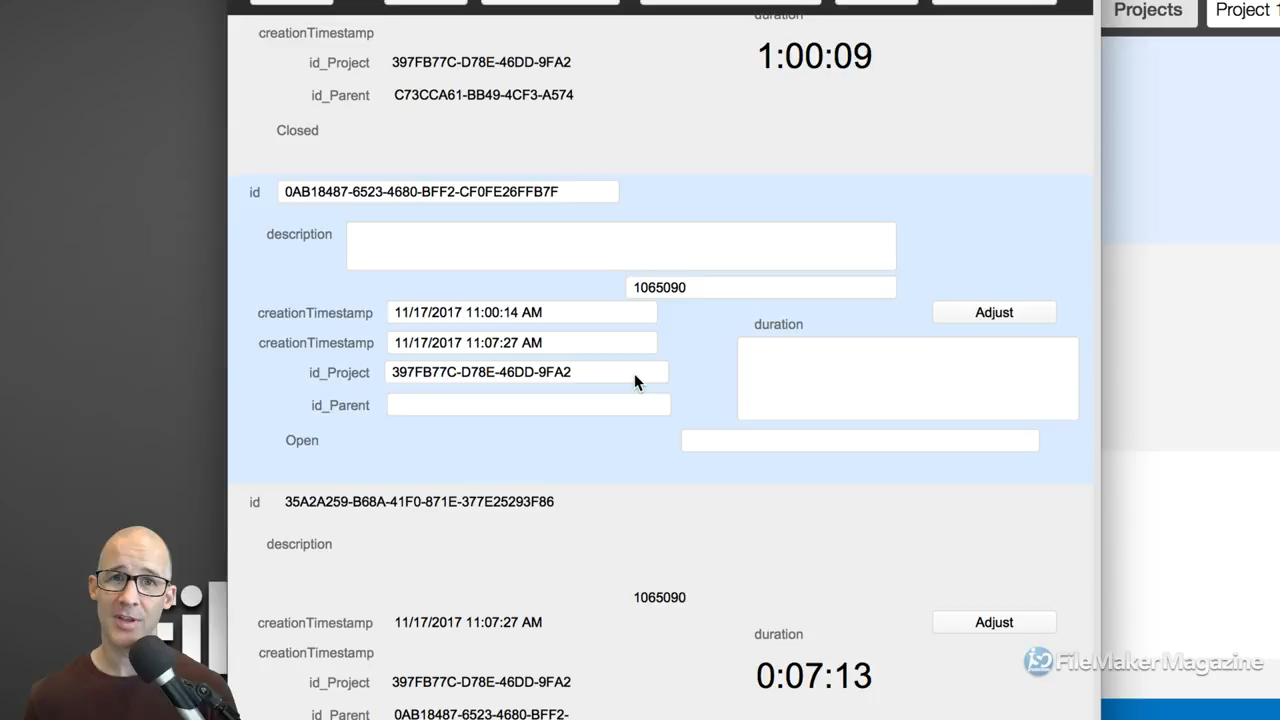 Projects
Project 1
duration
creationTimestamp
1:00:09
id_Project 397FB77C-D78E-46DD-9FA2
id_Parent C73CCA61-BB49-4CF3-A574
Closed
id 0AB18487-6523-4680-BFF2-CF0FE26FFB7F
description
1065090
creationTimestamp 11/17/2017 11:00:14 AM Adjust
duration
creationTimestamp 11/17/2017 11:07:27 AM
id_Project 397FB77C-D78E-46DD-9FA2
id_Parent
Open
id 35A2A259-B68A-41F0-871E-377E25293F86
description
1065090
creationTimestamp 11/17/2017 11:07:27 AM Adjust
duration
creationTimestamp
FileMakerMagazine
id_Project 397FB77C-D78E-46DD-9FA2 0:07:13
id_Parent 0AB18487-6523-4680-BFF2-